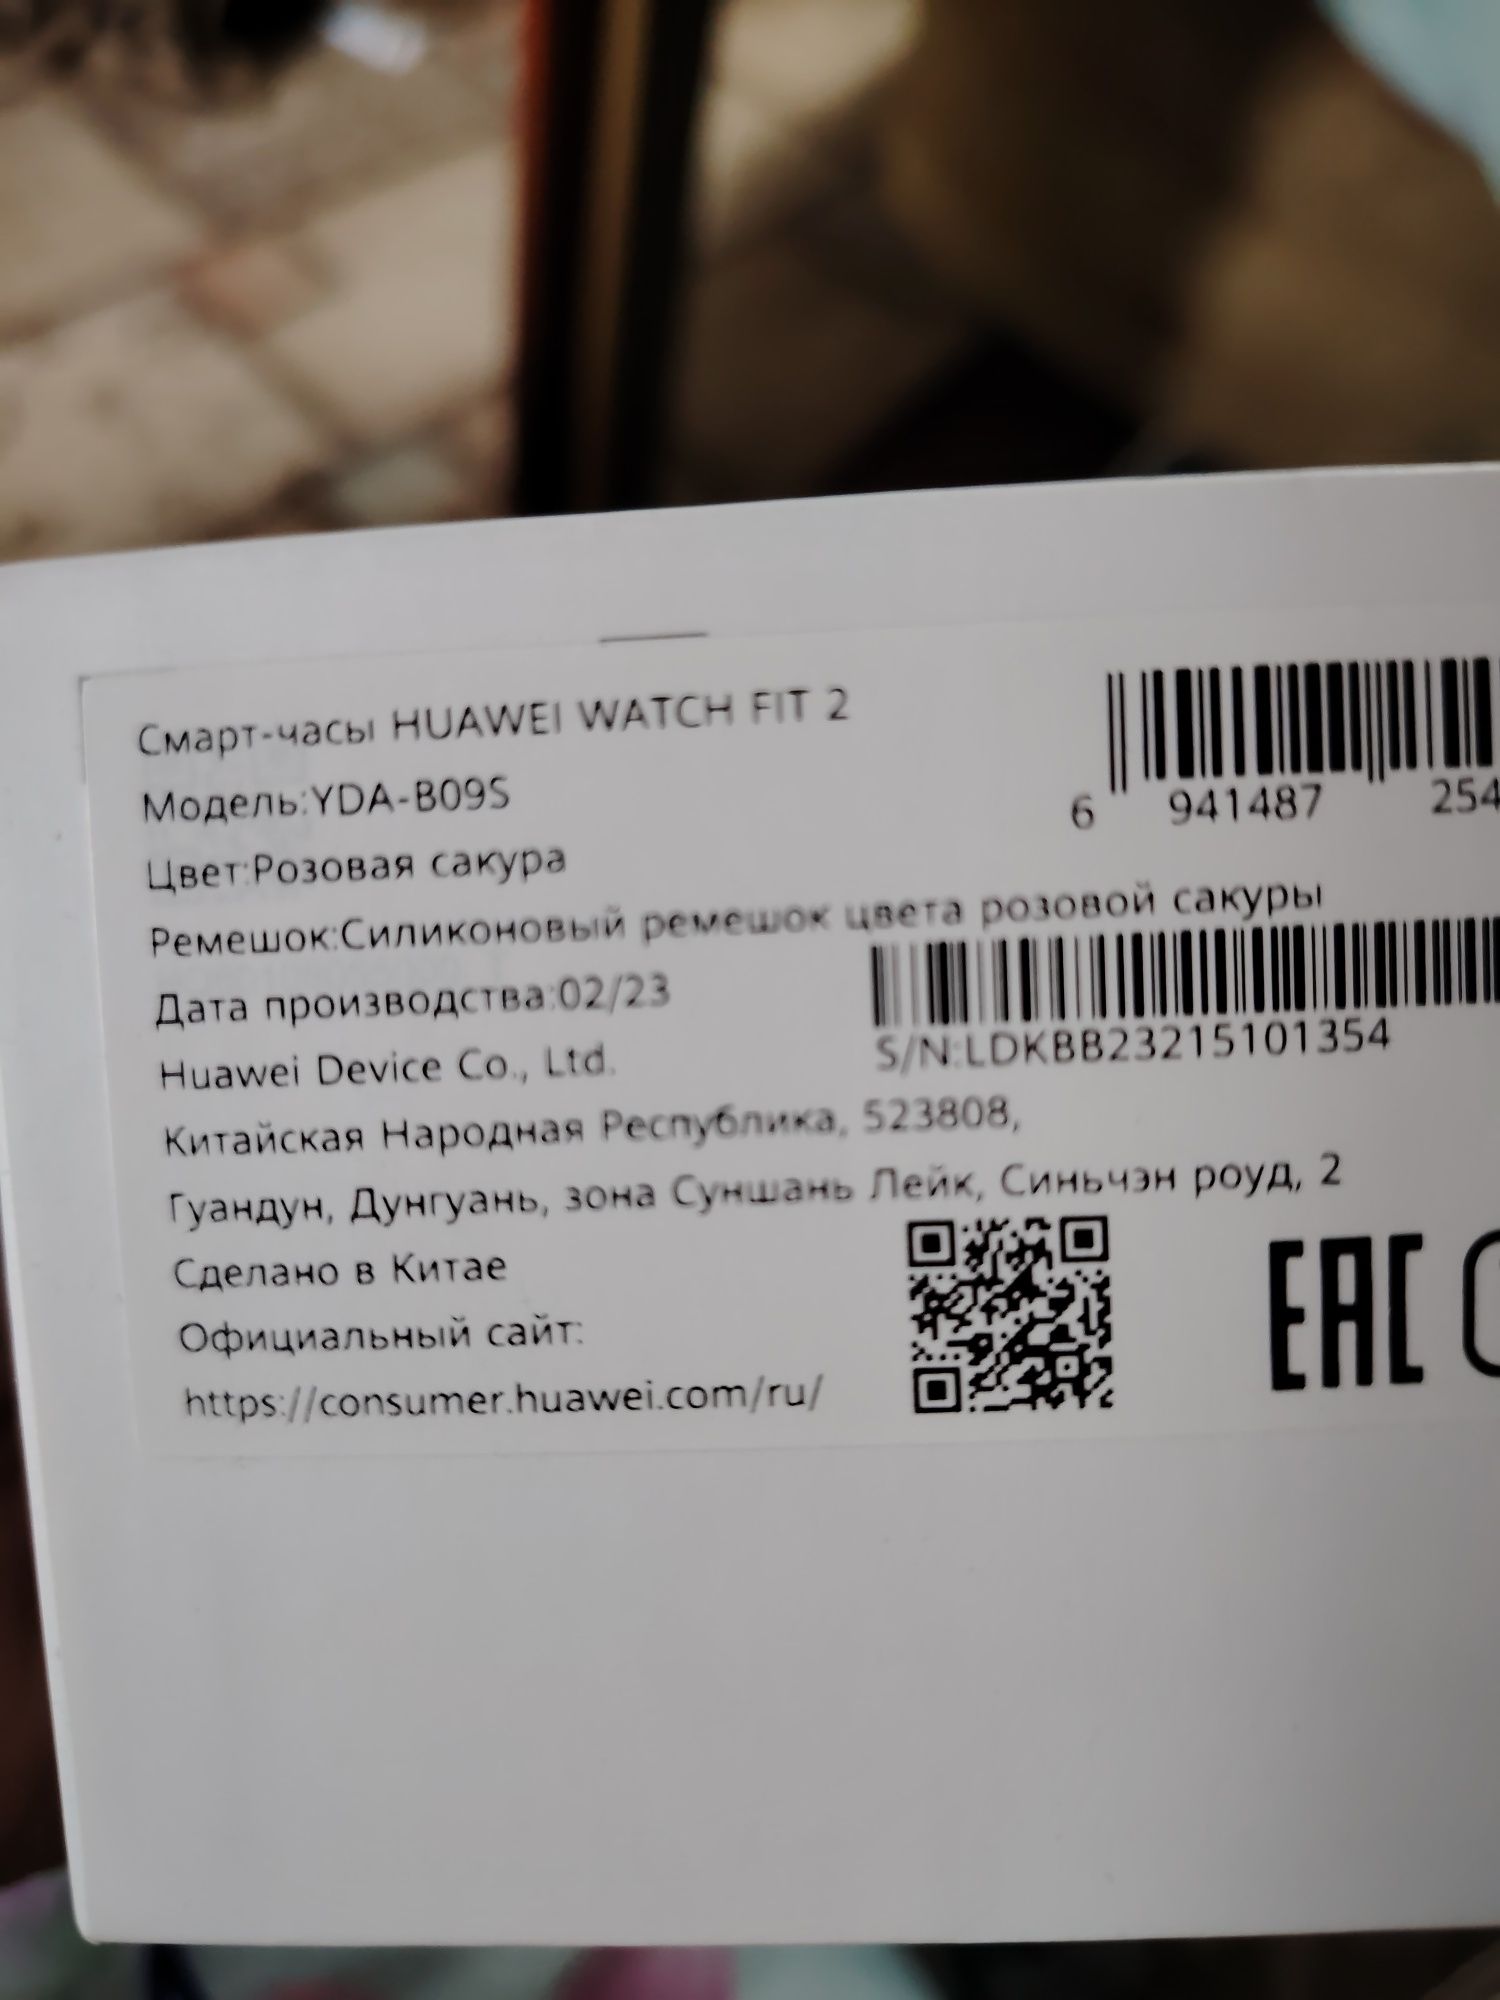 Смарт-часы HUAWEI WATCH FIT 2
Модель:YDA-B09S
6 941487 254
Цвет:Розовая сакура
Ремешок:Силиконовый ремешок цвета розовой сакуры
Дата производства:02/23
S/N:LDKBB23215101354
Huawei Device Co., Ltd.
Китайская Народная Республика, 523808,
Гуандун, Дунгуань, зона Суншань Лейк, Синьчэн роуд, 2
Сделано в Китае
EAC
Официальный сайт:
https://consumer.huawei.com/ru/